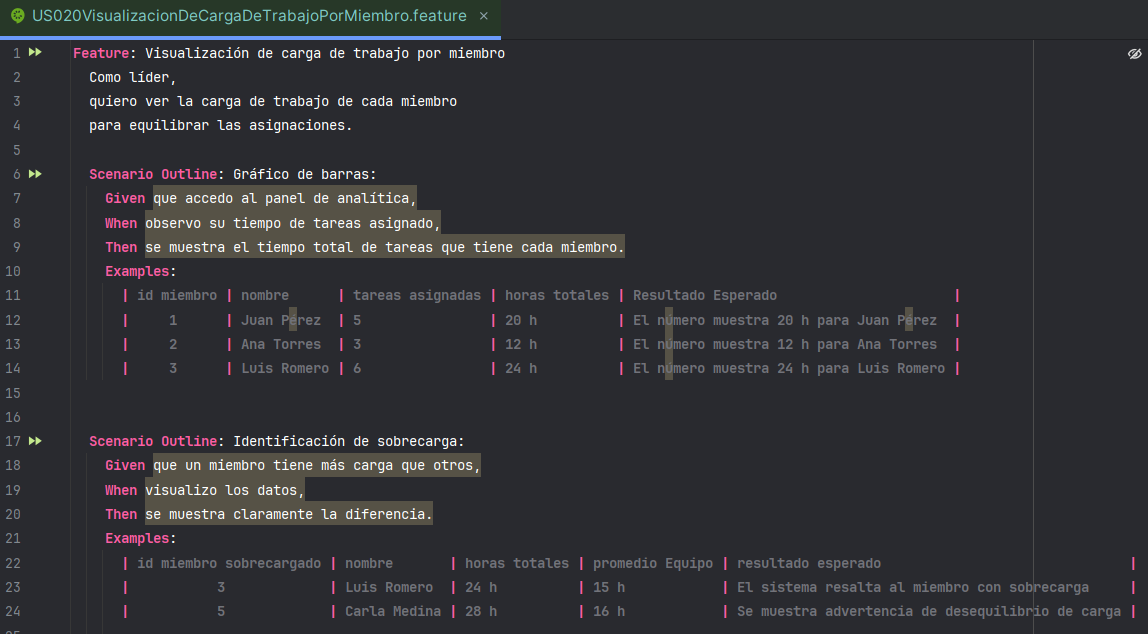 US020VisualizacionDeCargaDeTrabajoPorMiembro.feature ×
1 Feature: Visualización de carga de trabajo por miembro
2 Como líder,
3 quiero ver la carga de trabajo de cada miembro
4 para equilibrar las asignaciones.
5
6 Scenario Outline: Gráfico de barras:
7 Given que accedo al panel de analítica,
8 When observo su tiempo de tareas asignado,
9 Then se muestra el tiempo total de tareas que tiene cada miembro.
10 Examples:
11 | id miembro | nombre | tareas asignadas | horas totales | Resultado Esperado |
12 | 1 | Juan Pérez | 5 | 20 h | El número muestra 20 h para Juan Pérez |
13 | 2 | Ana Torres | 3 | 12 h | El número muestra 12 h para Ana Torres |
14 | 3 | Luis Romero | 6 | 24 h | El número muestra 24 h para Luis Romero |
15
16
17 Scenario Outline: Identificación de sobrecarga:
18 Given que un miembro tiene más carga que otros,
19 When visualizo los datos,
20 Then se muestra claramente la diferencia.
21 Examples:
22 | id miembro sobrecargado | nombre | horas totales | promedio Equipo | resultado esperado |
23 | 3 | Luis Romero | 24 h | 15 h | El sistema resalta al miembro con sobrecarga |
24 | 5 | Carla Medina | 28 h | 16 h | Se muestra advertencia de desequilibrio de carga |